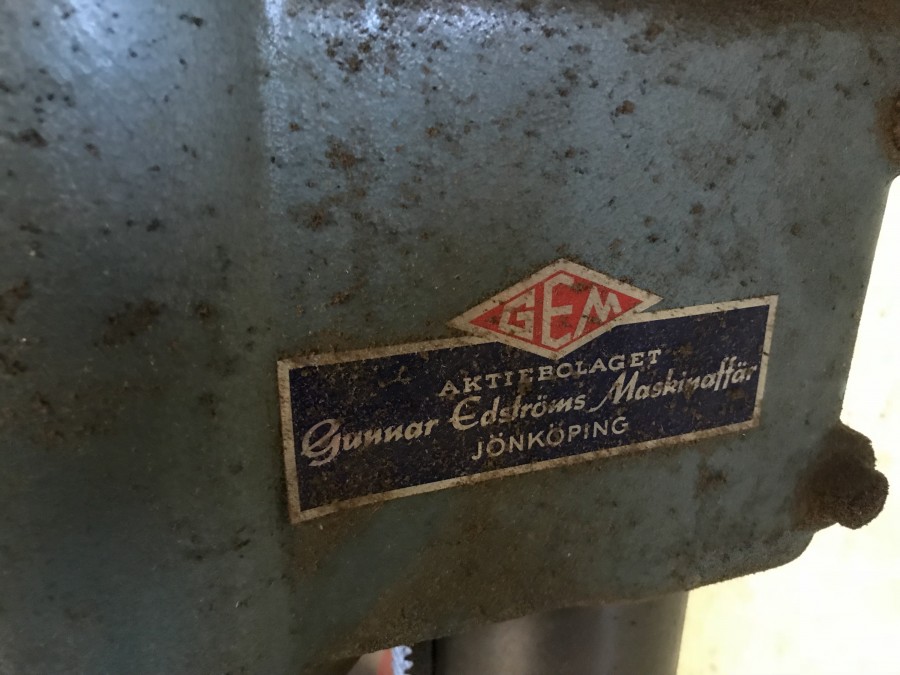 GEM
AKTIEBOLAGET
Gunnar Edströms Maskinaffär
JÖNKÖPING